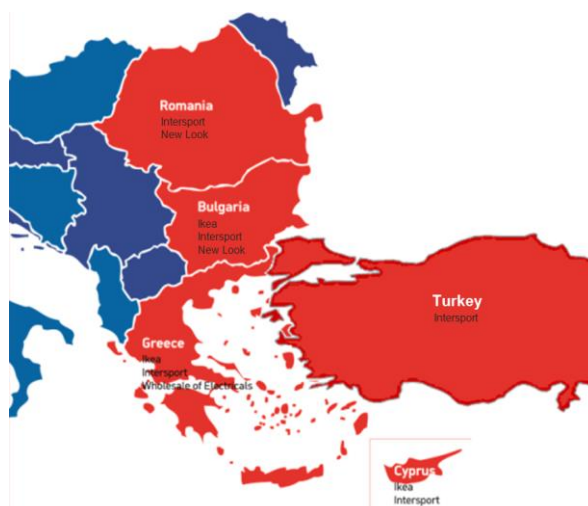 Romania
Intersport
New Look
Bulgaria
Ikea
Intersport
New Look
Turkey
Intersport
Greece
Ikea
Intersport
Wholesale of Electricals
Cyprus
Ikea
Intersport